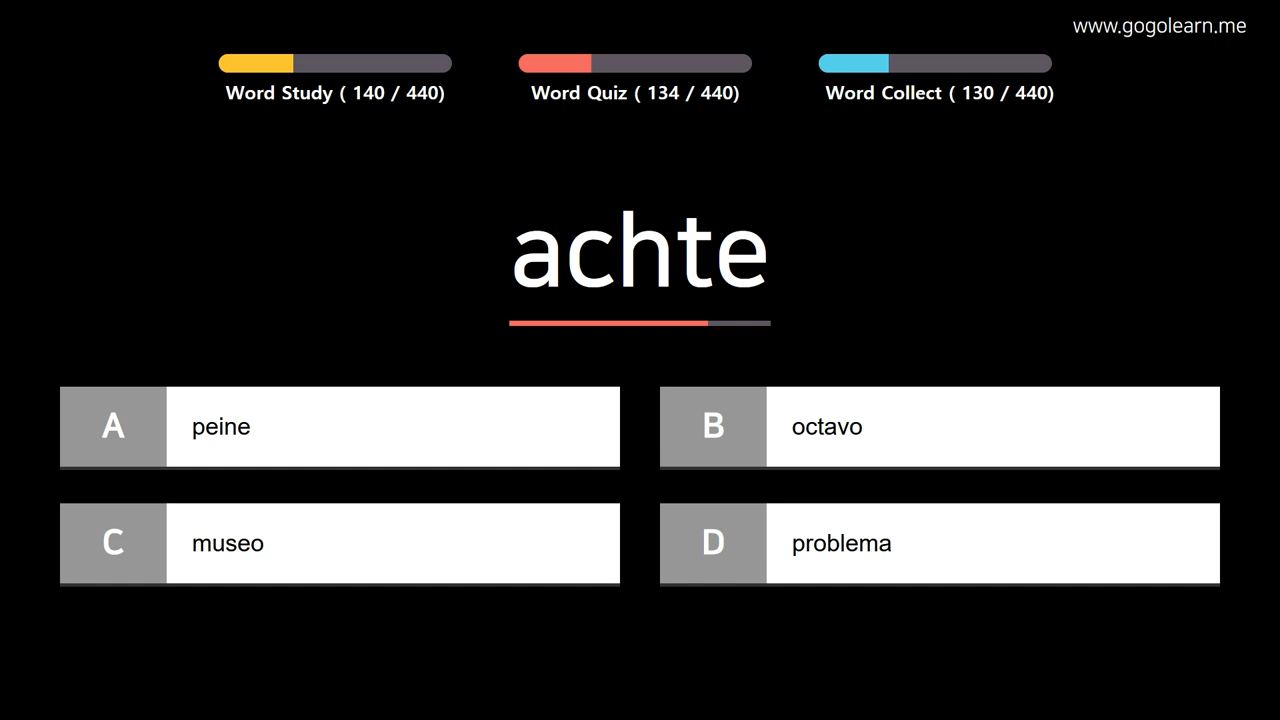 www.gogolearn.me
Word Study ( 140 / 440)
Word Quiz ( 134 / 440)
Word Collect ( 130 / 440)
achte
A peine
B octavo
C museo
D problema